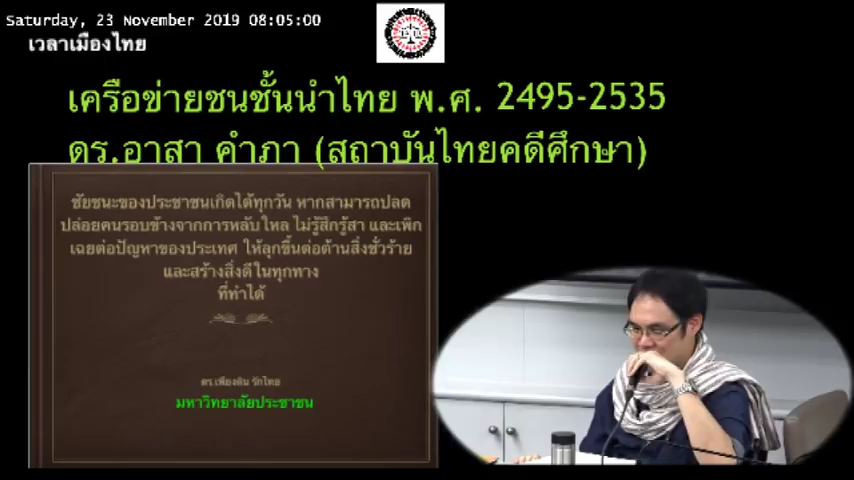 Saturday, 23 November 2019 08:05:00
เวลาเมืองไทย
เครือข่ายชนชั้นนำไทย พ.ศ. 2495-2535
ดร.อาสา คำภา (สถาบันไทยคดีศึกษา)
ชัยชนะของประชาชนเกิดได้ทุกวัน หากสามารถปลด
ปล่อยคนรอบข้างจากการหลับใหล ไม่รู้สึกรู้สา และเพิก
เฉยต่อปัญหาของประเทศ ให้ลุกขึ้นต่อต้านสิ่งชั่วร้าย
และสร้างสิ่งดีในทุกทาง
ที่ทำได้
ดร.เพียงดิน รักไทย
มหาวิทยาลัยประชาชน